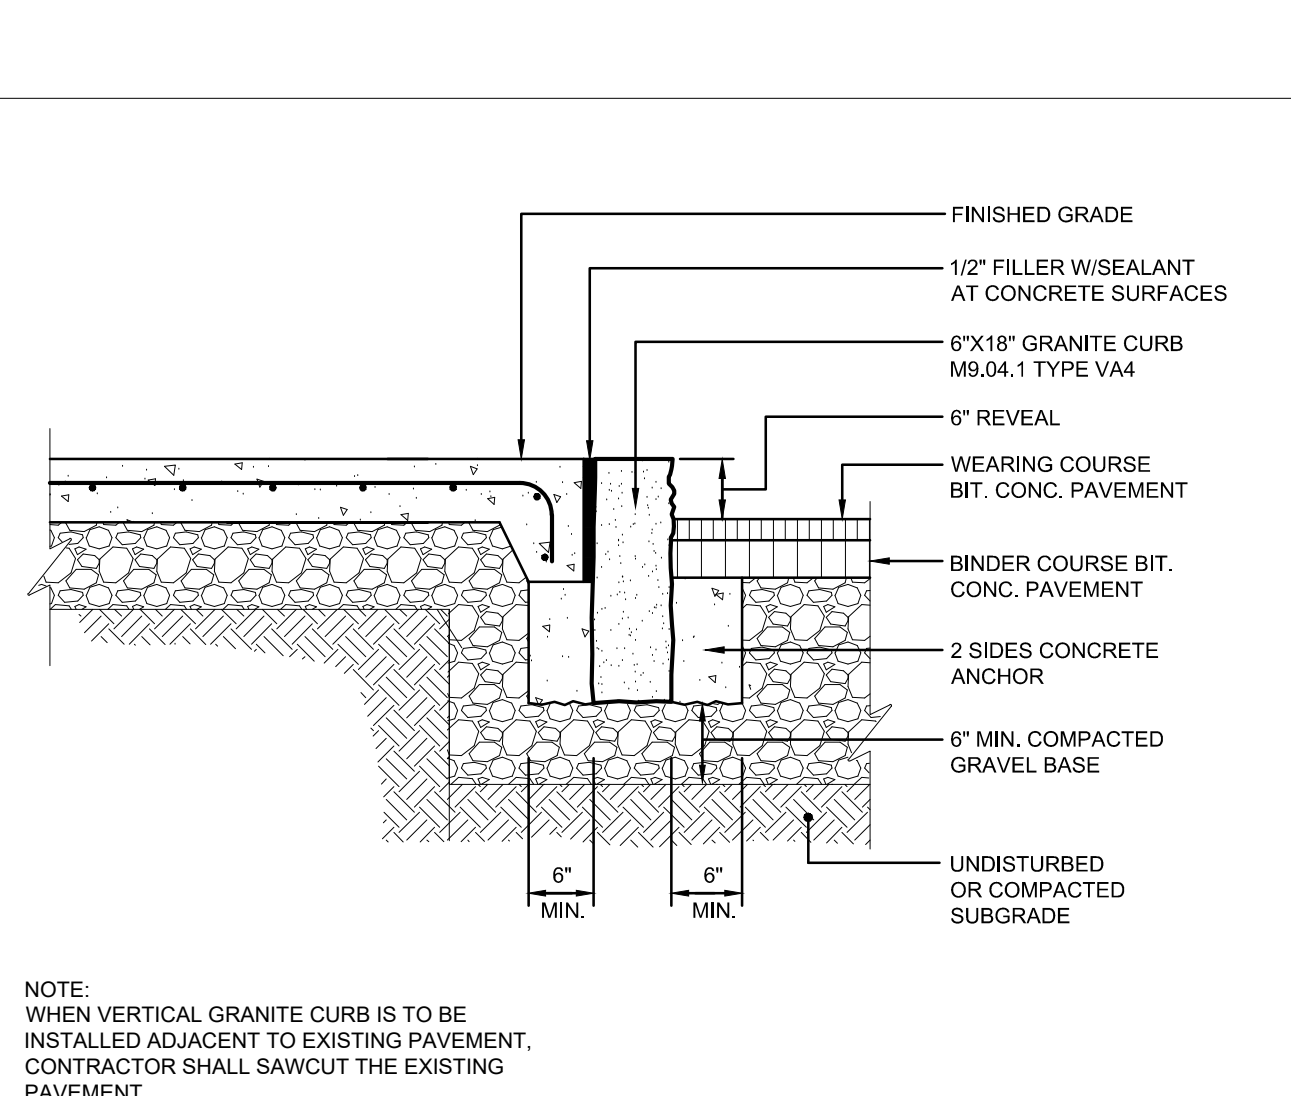 FINISHED GRADE
1/2" FILLER W/SEALANT
AT CONCRETE SURFACES
6"X18" GRANITE CURB
M9.04.1 TYPE VA4
6" REVEAL
WEARING COURSE
BIT. CONC. PAVEMENT
BINDER COURSE BIT.
CONC. PAVEMENT
2 SIDES CONCRETE
ANCHOR
6" MIN. COMPACTED
GRAVEL BASE
UNDISTURBED
OR COMPACTED
SUBGRADE
6" 6"
MIN. MIN.
NOTE:
WHEN VERTICAL GRANITE CURB IS TO BE
INSTALLED ADJACENT TO EXISTING PAVEMENT,
CONTRACTOR SHALL SAWCUT THE EXISTING
PAVEMENT